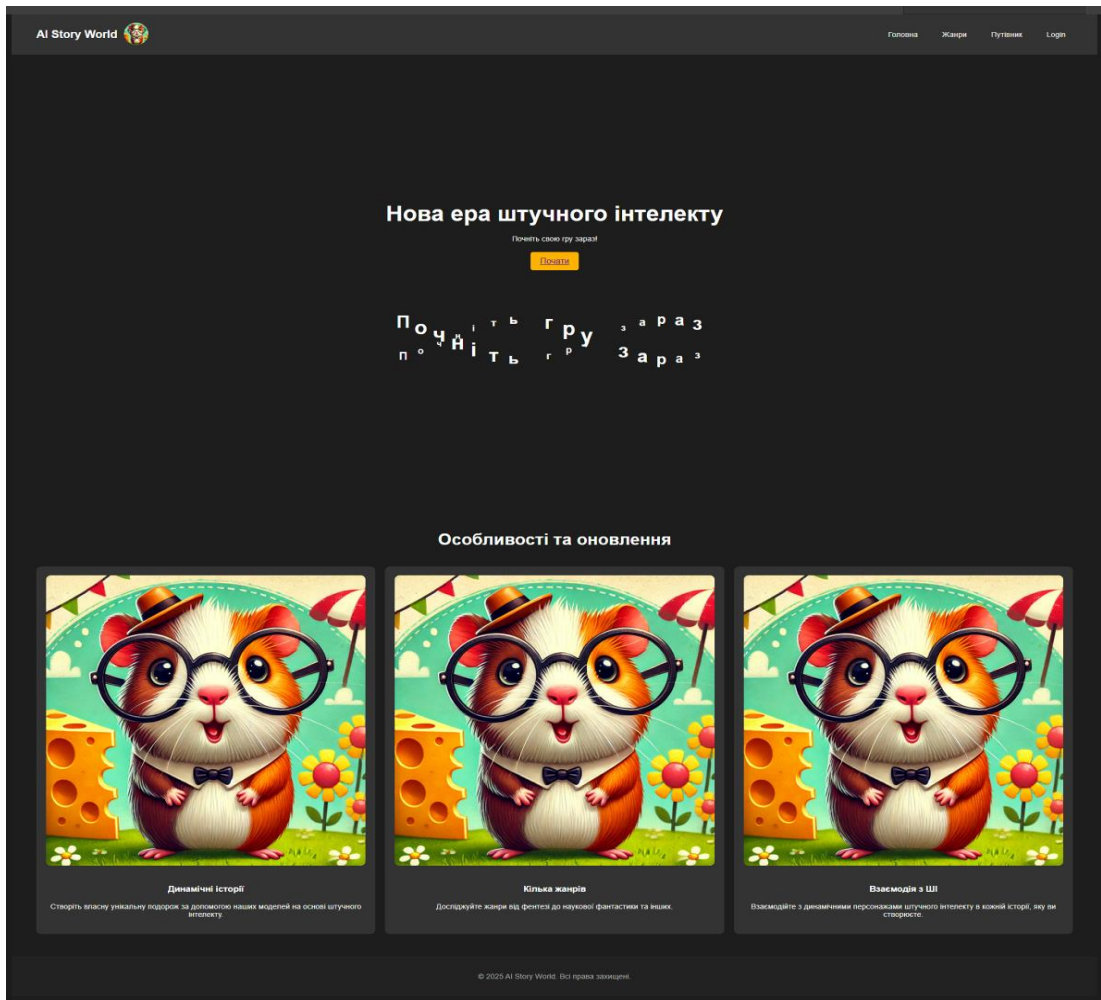 AI Story World
Головна Жанри Путівник Login
Нова ера штучного інтелекту
Почніть свою гру зараз!
Почати
Почніть гру зараз
Почніть гр Зараз
Особливості та оновлення
Динамічні історії
Створіть власну унікальну подорож за допомогою наших моделей на основі штучного
інтелекту.
Кілька жанрів
Досліджуйте жанри від фентезі до наукової фантастики та інших.
Взаємодія з ШІ
Взаємодійте з динамічними персонажами штучного інтелекту в кожній історії, яку ви
створюєте.
© 2025 AI Story World. Всі права захищені.